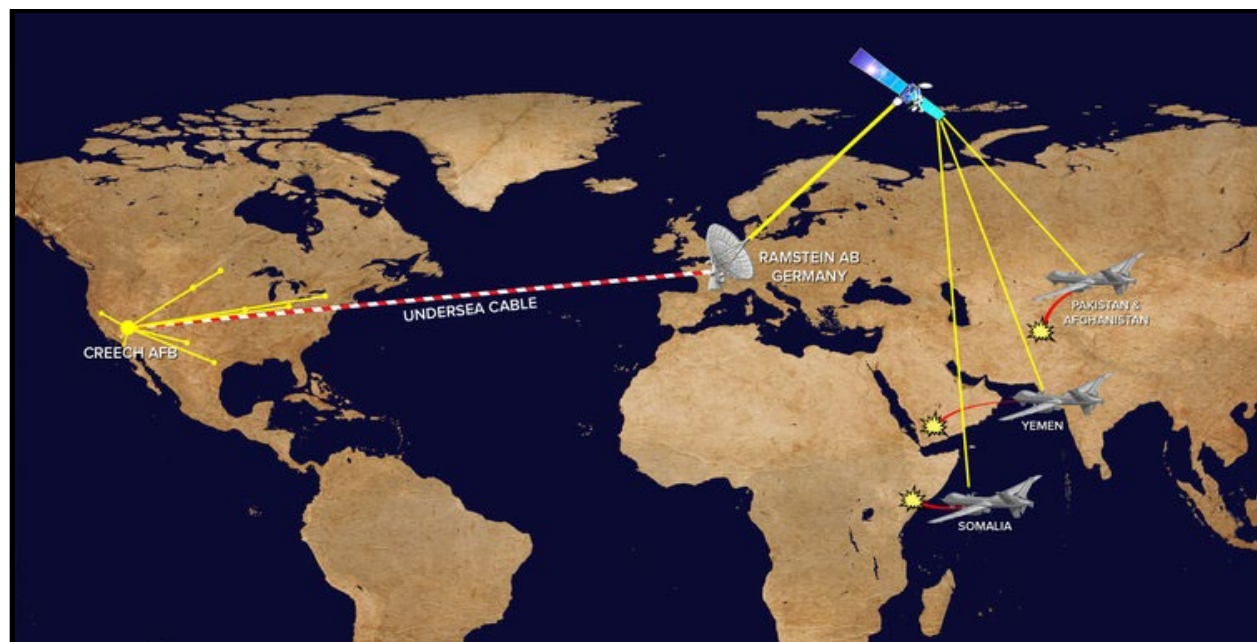 RAMSTEIN AB
GERMANY
UNDERSEA CABLE
CREECH AFB
PAKISTAN &
AFGHANISTAN
YEMEN
SOMALIA